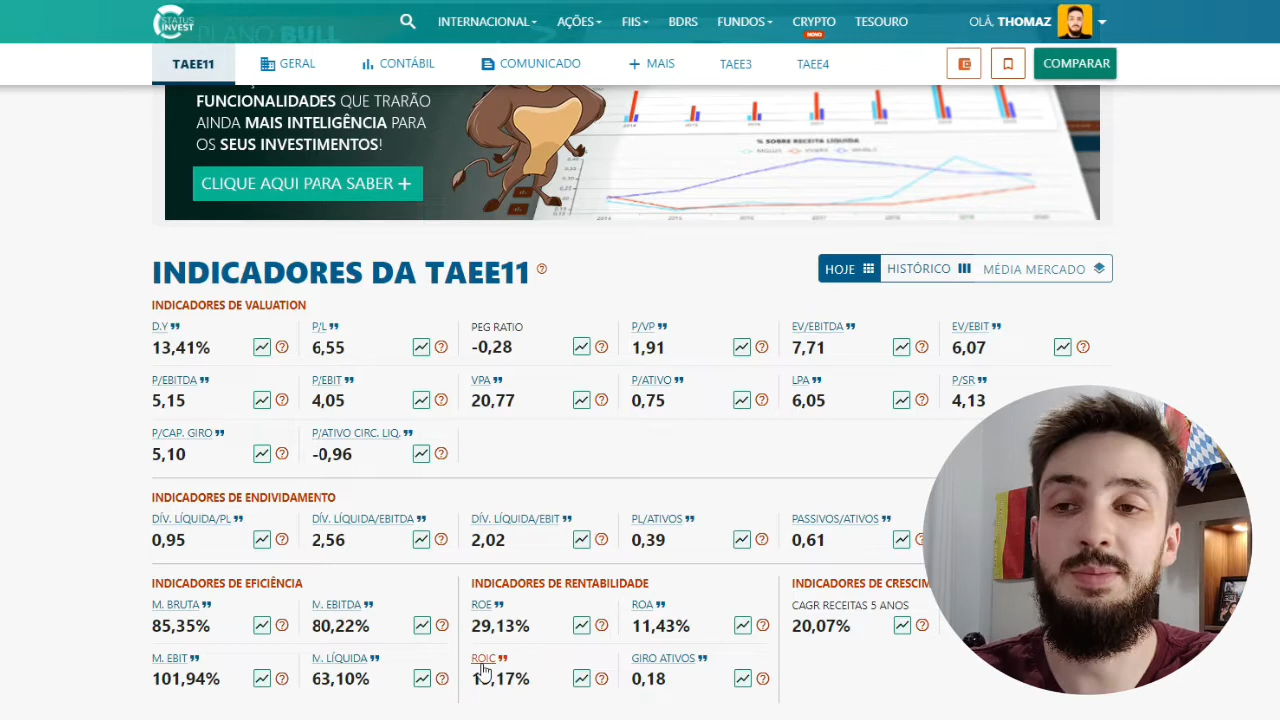 STATUS INVEST
INTERNACIONAL AÇÕES FIIS BDRS FUNDOS CRYPTO TESOURO
NOVO
OLÁ, THOMAZ
PLANO BULL
TAEE11 GERAL CONTÁBIL COMUNICADO + MAIS TAEE3 TAEE4 COMPARAR
FUNCIONALIDADES QUE TRARÃO
AINDA MAIS INTELIGÊNCIA PARA
OS SEUS INVESTIMENTOS!
CLIQUE AQUI PARA SABER +
% SOBRE RECEITA LÍQUIDA
INDICADORES DA TAEE11
HOJE HISTÓRICO MÉDIA MERCADO
INDICADORES DE VALUATION
D.Y P/L PEG RATIO P/VP EV/EBITDA EV/EBIT
13,41% 6,55 -0,28 1,91 7,71 6,07
P/EBITDA P/EBIT VPA P/ATIVO LPA P/SR
5,15 4,05 20,77 0,75 6,05 4,13
P/CAP. GIRO P/ATIVO CIRC. LIQ.
5,10 -0,96
INDICADORES DE ENDIVIDAMENTO
DÍV. LÍQUIDA/PL DÍV. LÍQUIDA/EBITDA DÍV. LÍQUIDA/EBIT PL/ATIVOS PASSIVOS/ATIVOS
0,95 2,56 2,02 0,39 0,61
INDICADORES DE EFICIÊNCIA INDICADORES DE RENTABILIDADE INDICADORES DE
M. BRUTA M. EBITDA ROE ROA CAGR RECEITAS 5 ANOS
85,35% 80,22% 29,13% 11,43% 20,07%
M. EBIT M. LÍQUIDA ROIC GIRO ATIVOS
101,94% 63,10% 0,18